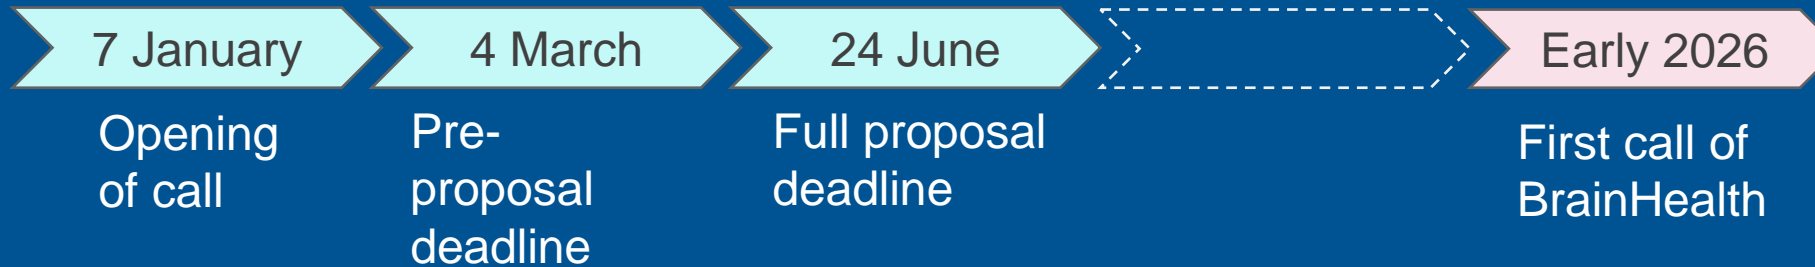 7 January
4 March
24 June
Early 2026
Opening
of call
Pre-
proposal
deadline
Full proposal
deadline
First call of
BrainHealth